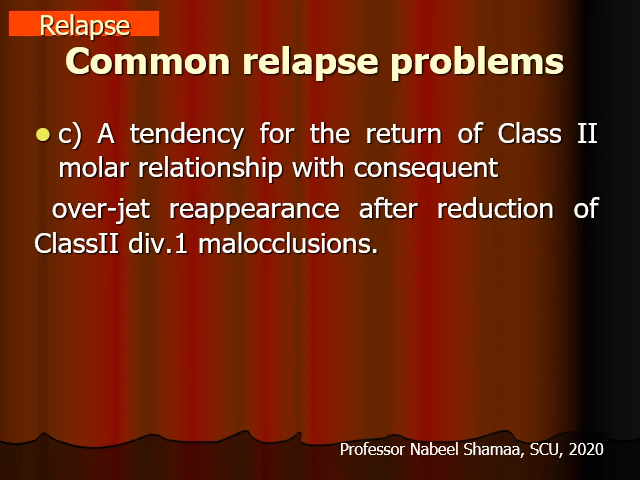 Relapse
Common relapse problems
c) A tendency for the return of Class II
molar relationship with consequent
over-jet reappearance after reduction of
ClassII div.1 malocclusions.
Professor Nabeel Shamaa, SCU, 2020